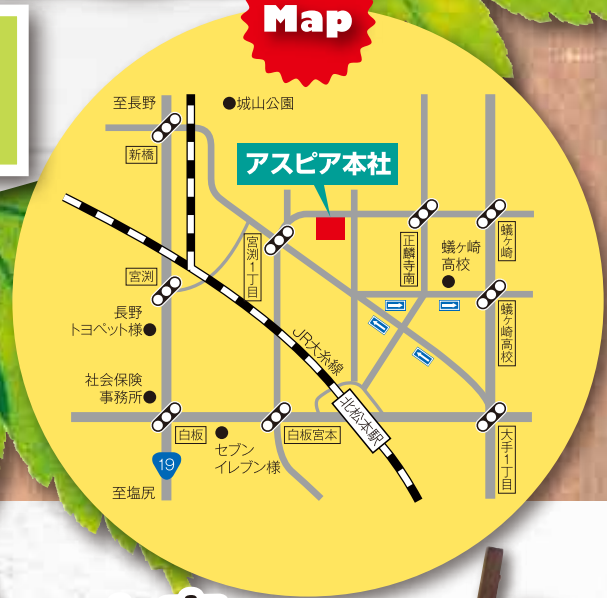 Map
至長野
城山公園
新橋
アスピア本社
宮渕1丁目
正麟寺南
蟻ヶ崎
高校
蟻ヶ崎
宮渕
長野
トヨペット様
蟻ヶ崎高校
JR大糸線
社会保険
事務所
北松本駅
白板
セブン
イレブン様
白板宮本
大手1丁目
19
至塩尻